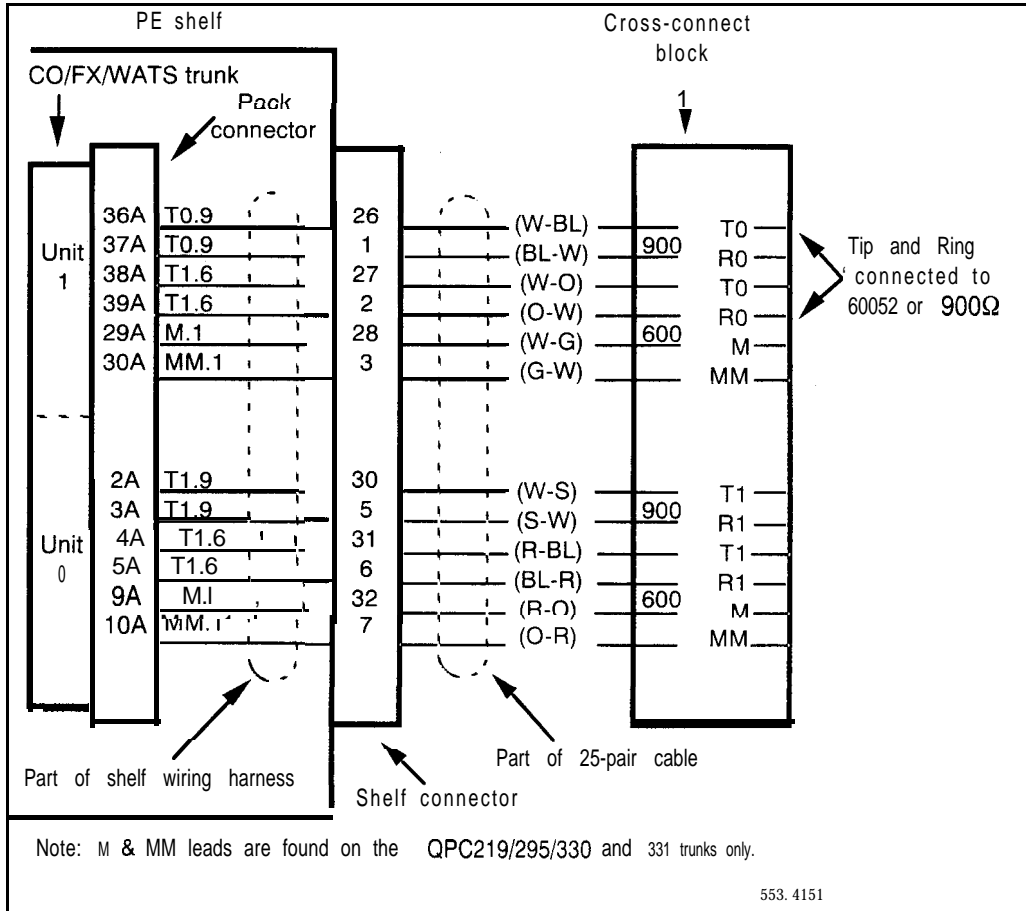 PE shelf
Cross-connect
block
CO/FX/WATS trunk
Pack
connector
1
36A T0.9 26 (W-BL) T0
37A T0.9 1 (BL-W) 900 R0
38A T1.6 27 (W-O) T0
39A T1.6 2 (O-W) R0
29A M.1 28 (W-G) 600 M
30A MM.1 3 (G-W) MM
Unit
1
Tip and Ring
connected to
60052 or 900Ω
2A T1.9 30 (W-S) T1
3A T1.9 5 (S-W) 900 R1
4A T1.6 31 (R-BL) T1
5A T1.6 6 (BL-R) R1
9A M.I 32 (R-O) 600 M
10A MM. 7 (O-R) MM
Unit
0
Part of shelf wiring harness
Part of 25-pair cable
Shelf connector
Note: M & MM leads are found on the QPC219/295/330 and 331 trunks only.
553. 4151